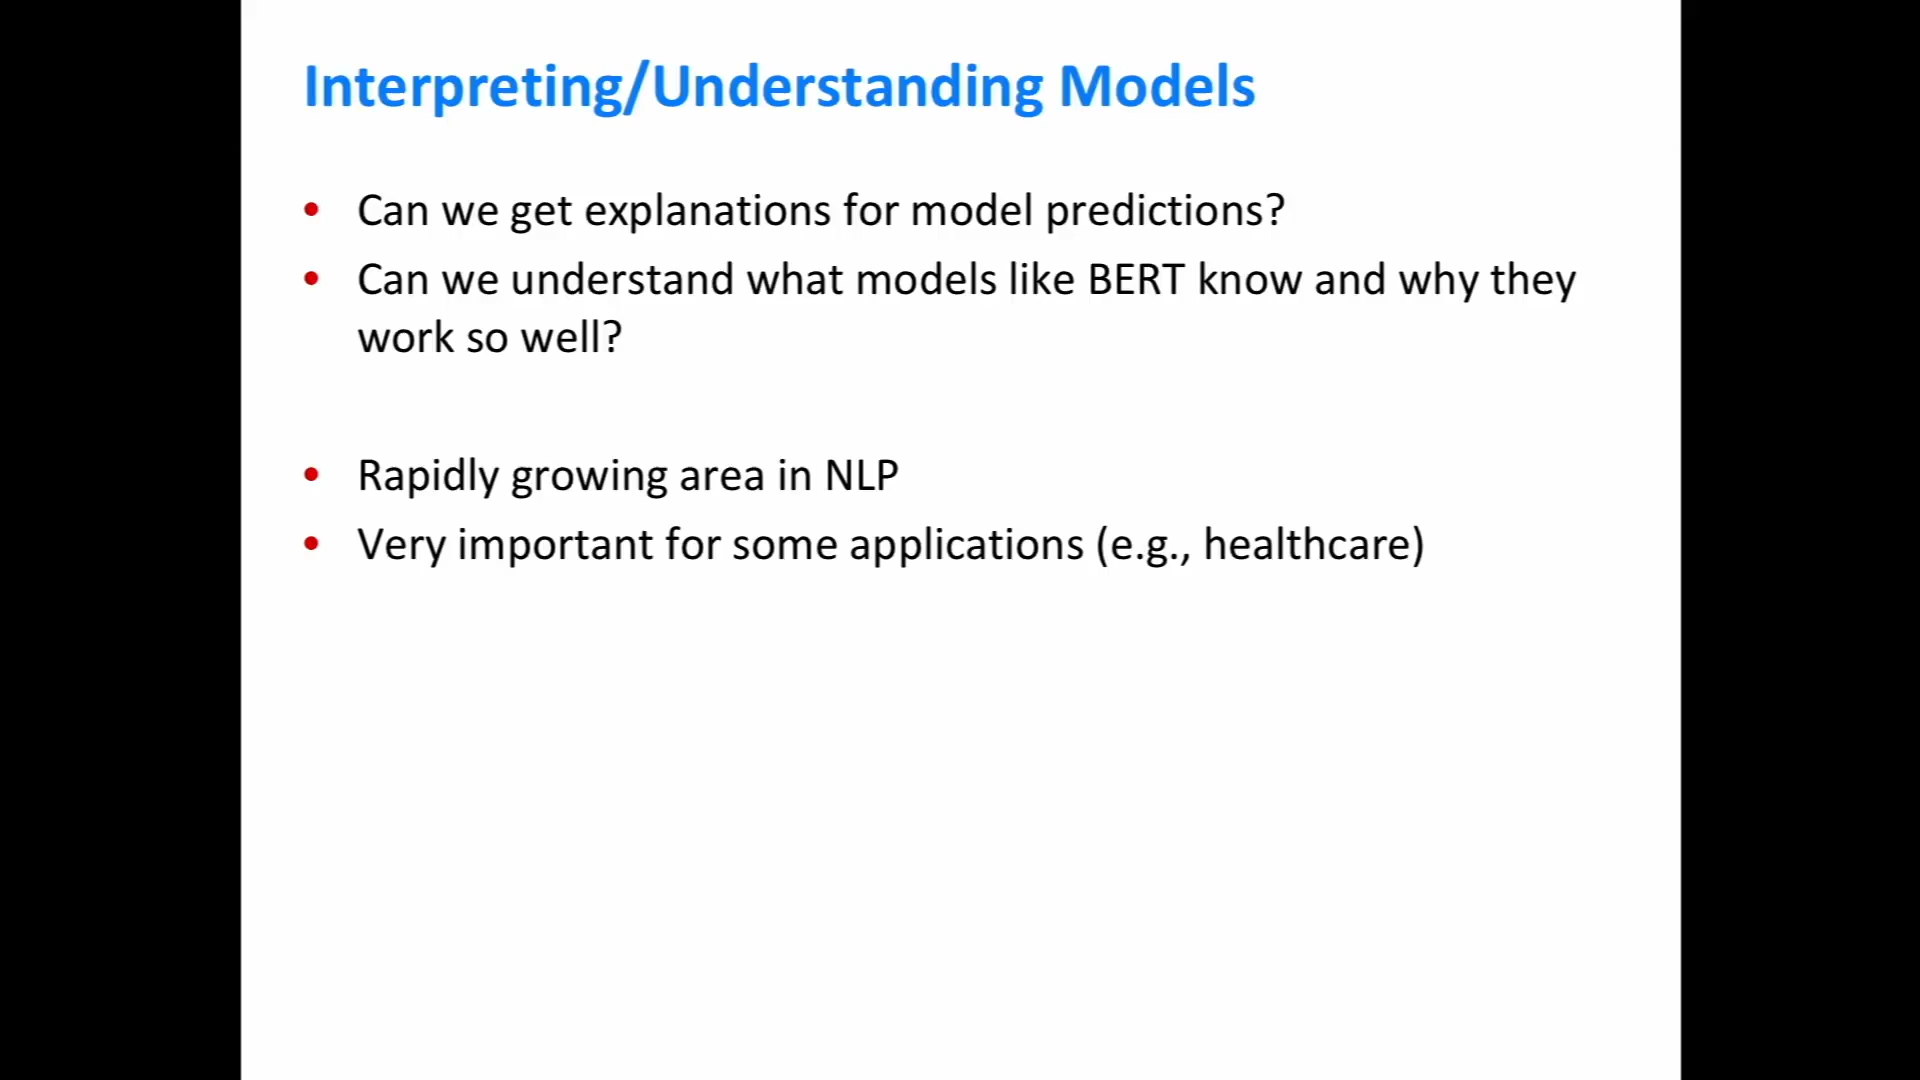 Interpreting/Understanding Models
• Can we get explanations for model predictions?
• Can we understand what models like BERT know and why they
work so well?
• Rapidly growing area in NLP
• Very important for some applications (e.g., healthcare)